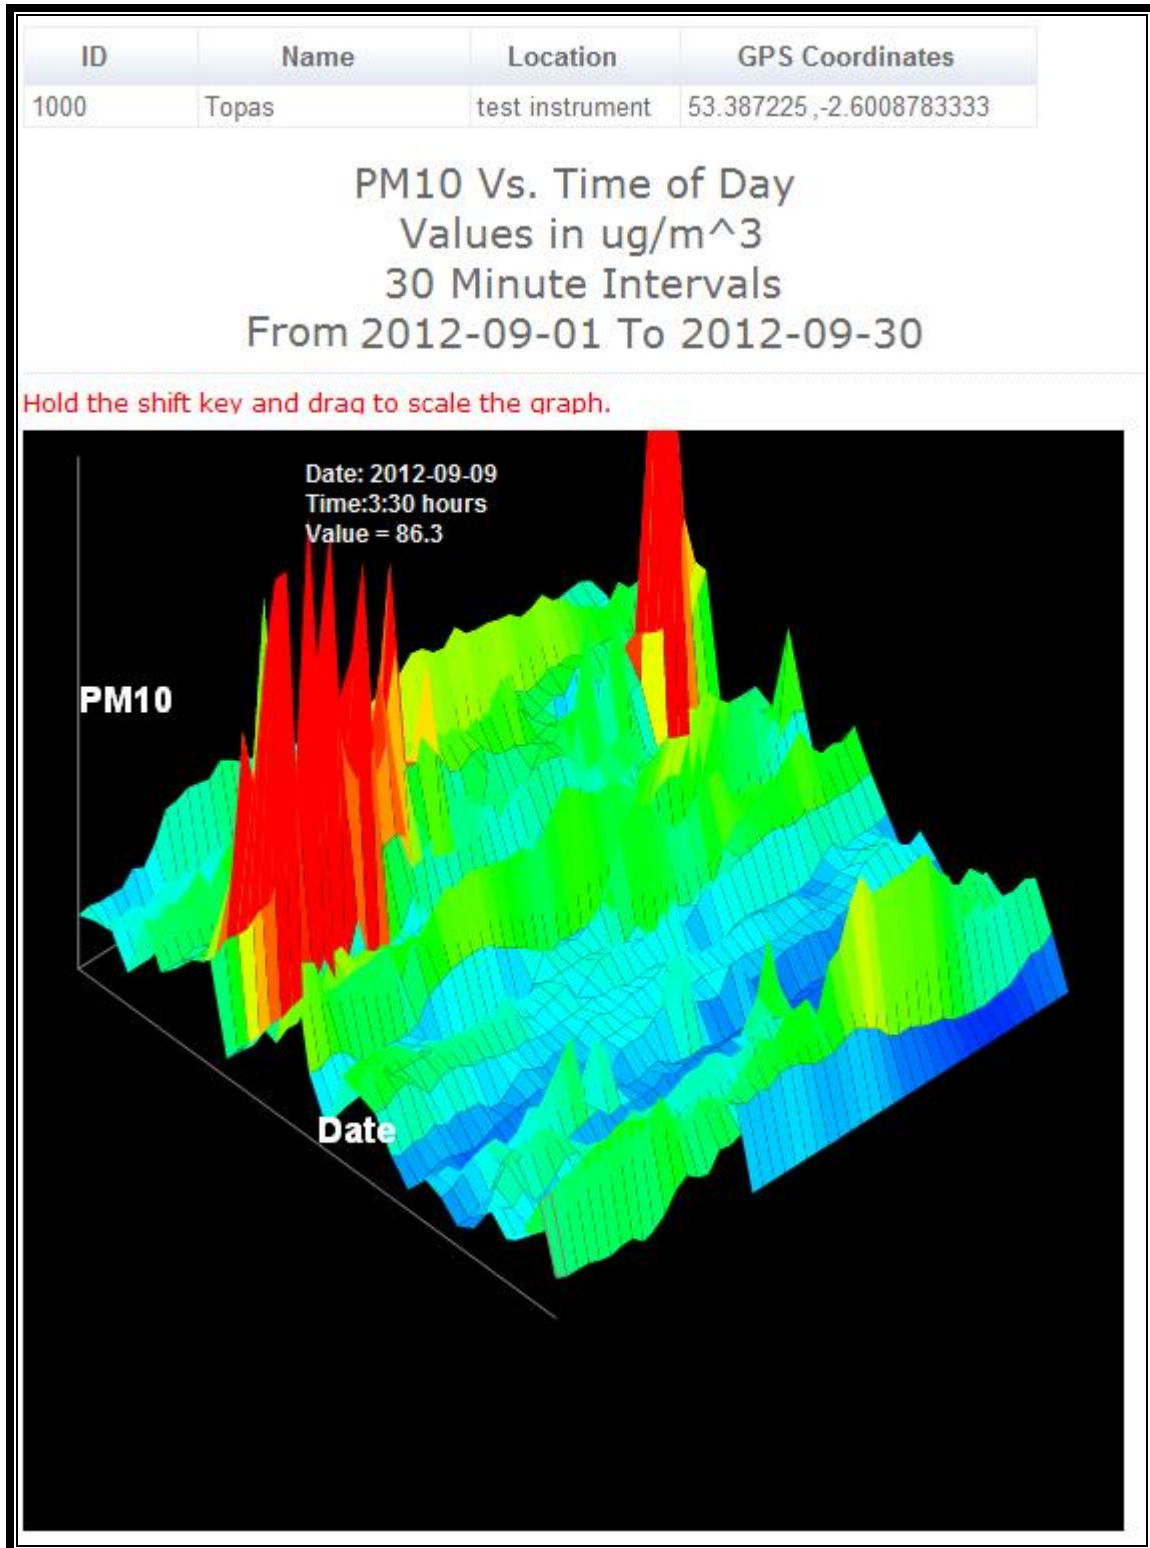 ID Name Location GPS Coordinates
1000 Topas test instrument 53.387225 ,-2.6008783333
PM10 Vs. Time of Day
Values in ug/m^3
30 Minute Intervals
From 2012-09-01 To 2012-09-30
Hold the shift key and drag to scale the graph.
Date: 2012-09-09
Time:3:30 hours
Value = 86.3
PM10
Date